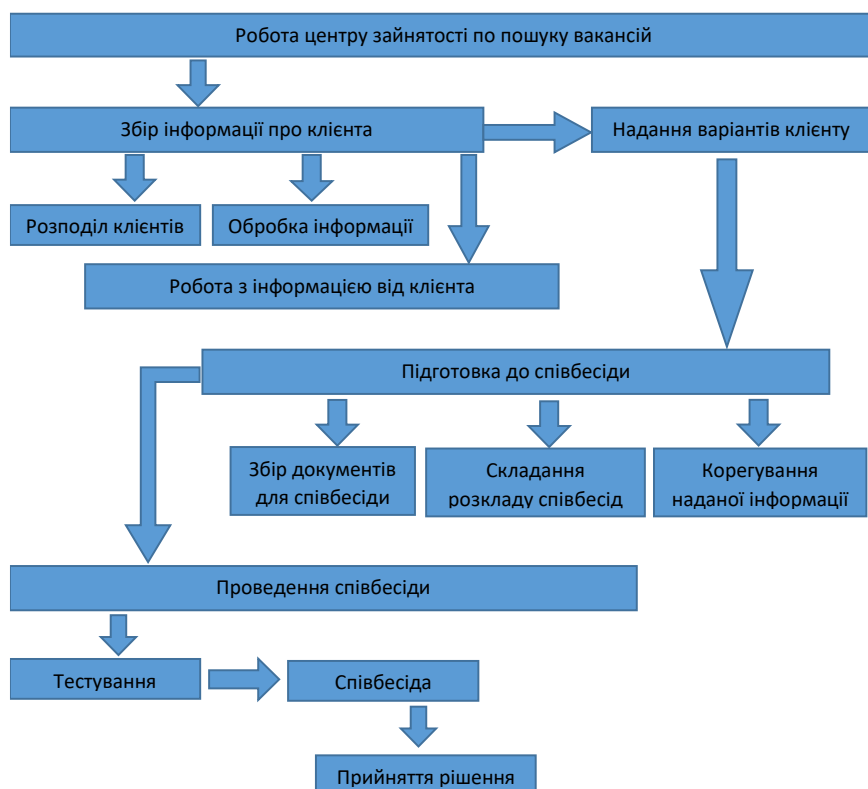 Робота центру зайнятості по пошуку вакансій
Збір інформації про клієнта
Надання варіантів клієнту
Розподіл клієнтів
Обробка інформації
Робота з інформацією від клієнта
Підготовка до співбесіди
Збір документів
для співбесіди
Складання
розкладу співбесід
Корегування
наданої інформації
Проведення співбесіди
Тестування
Співбесіда
Прийняття рішення